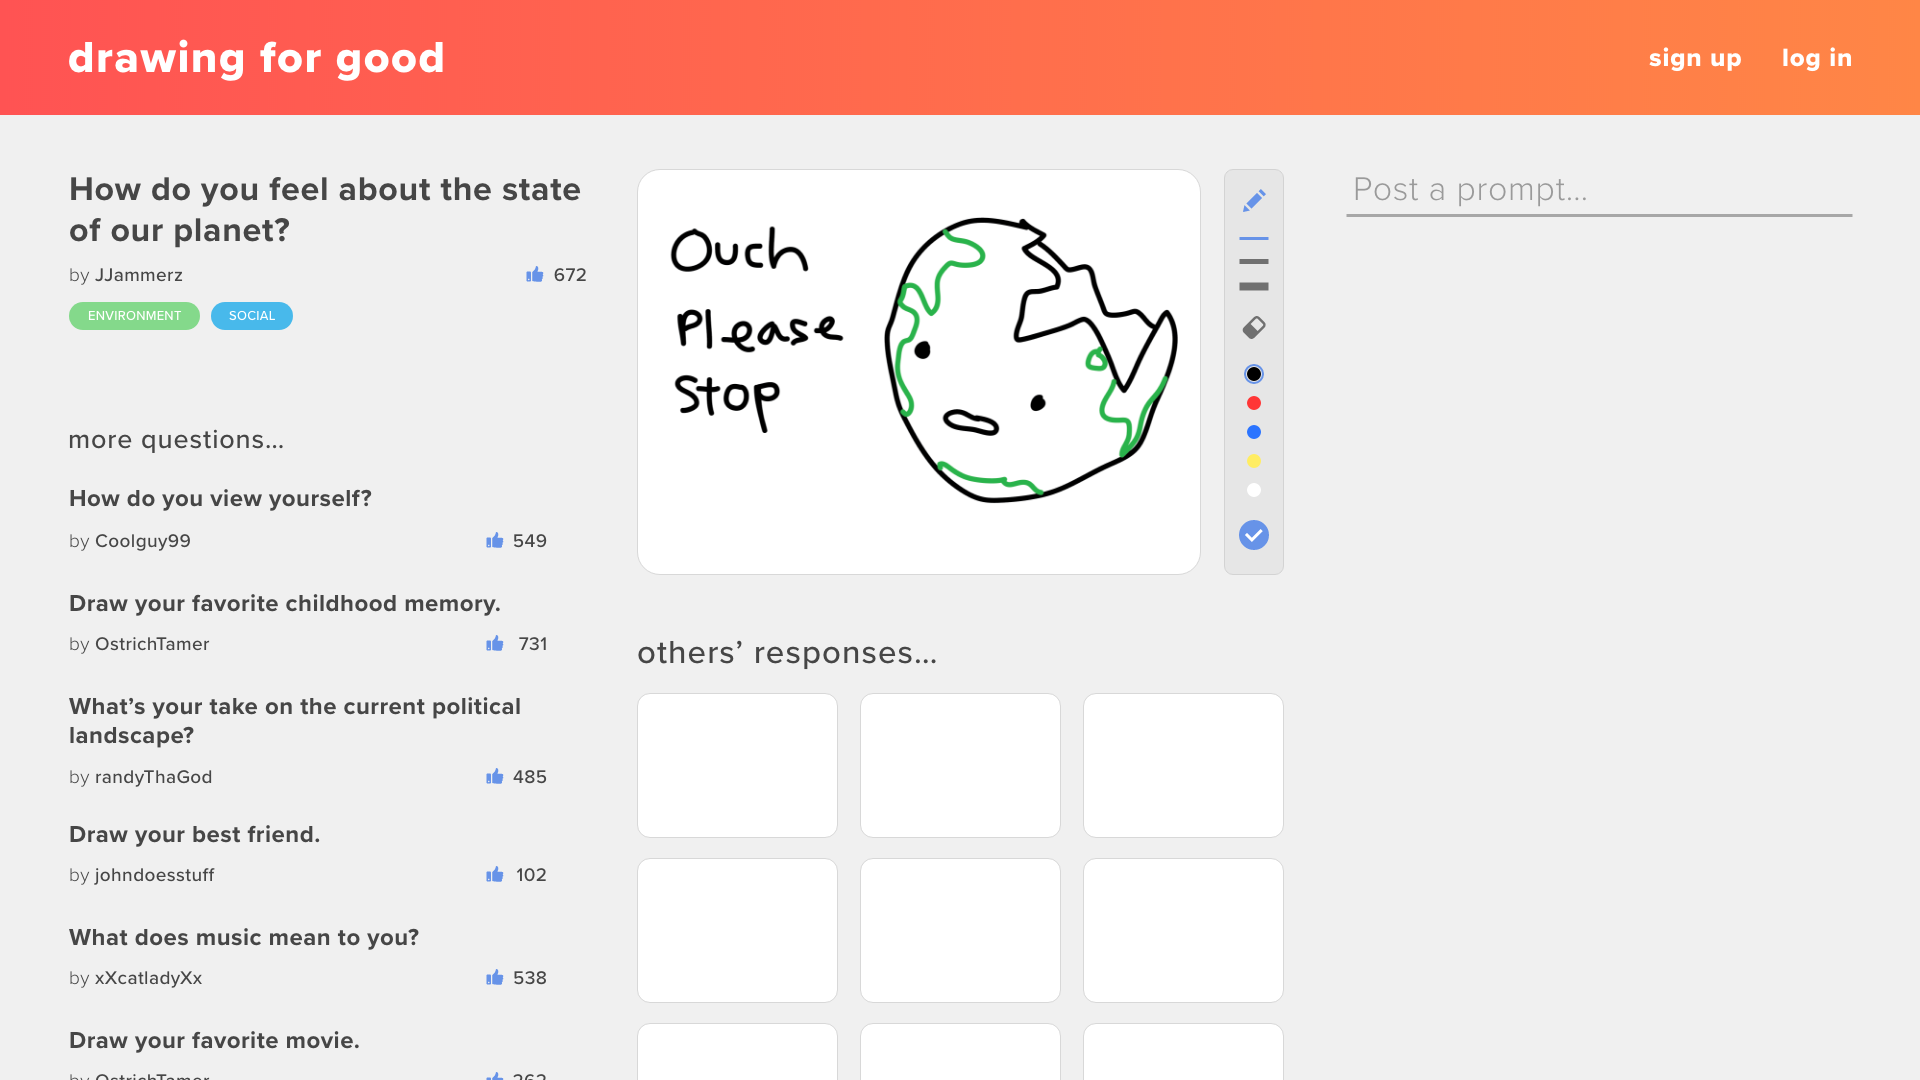 drawing for good
sign up
log in
How do you feel about the state
of our planet?
by JJammerz
672
ENVIRONMENT
SOCIAL
more questions...
How do you view yourself?
by Coolguy99
549
Draw your favorite childhood memory.
by OstrichTamer
731
What’s your take on the current political
landscape?
by randyThaGod
485
Draw your best friend.
by johndoesstuff
102
What does music mean to you?
by xXcatladyXx
538
Draw your favorite movie.
by OstrichTamer
262
Ouch
Please
Stop
others’ responses...
Post a prompt...